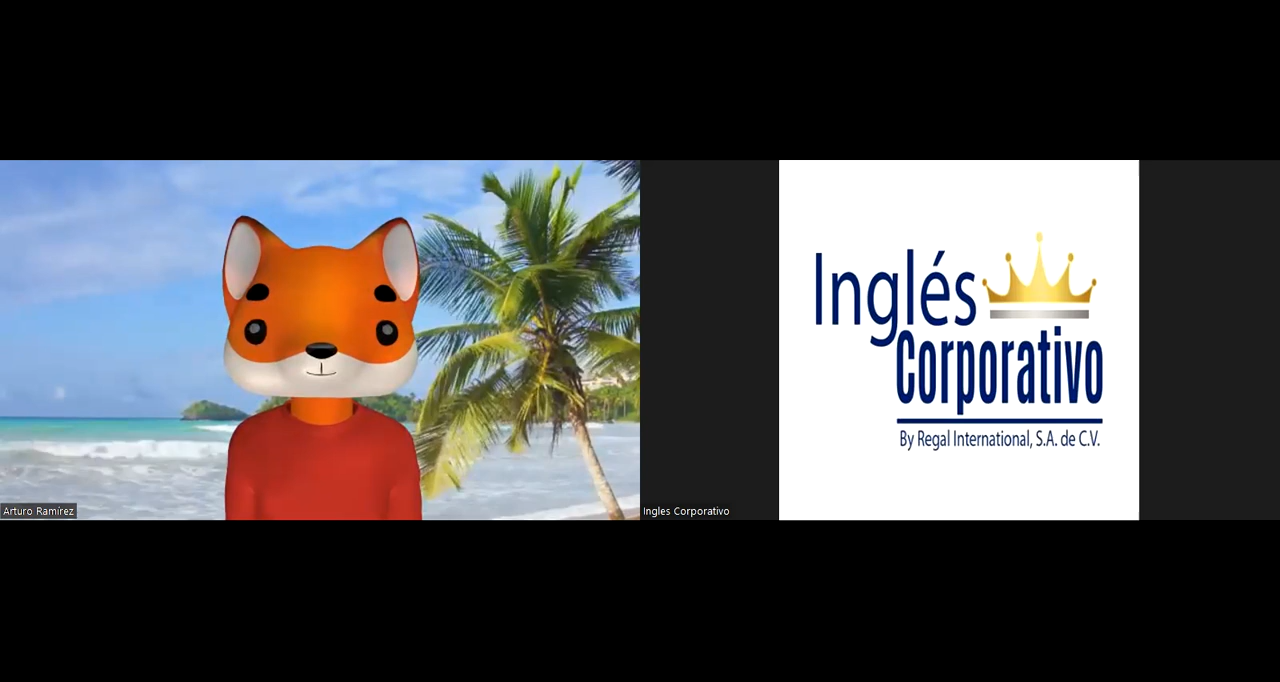 Arturo Ramírez
Inglés
Corporativo
By Regal International, S.A. de C.V.
Ingles Corporativo